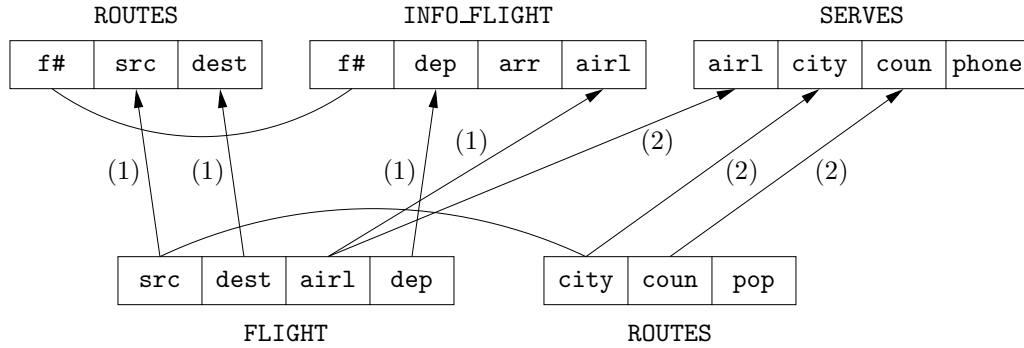 ROUTES INFO_FLIGHT SERVES
f# src dest f# dep arr airl airl city coun phone
(1) (2)
(1) (1) (1) (2) (2)
src dest airl dep city coun pop
FLIGHT ROUTES